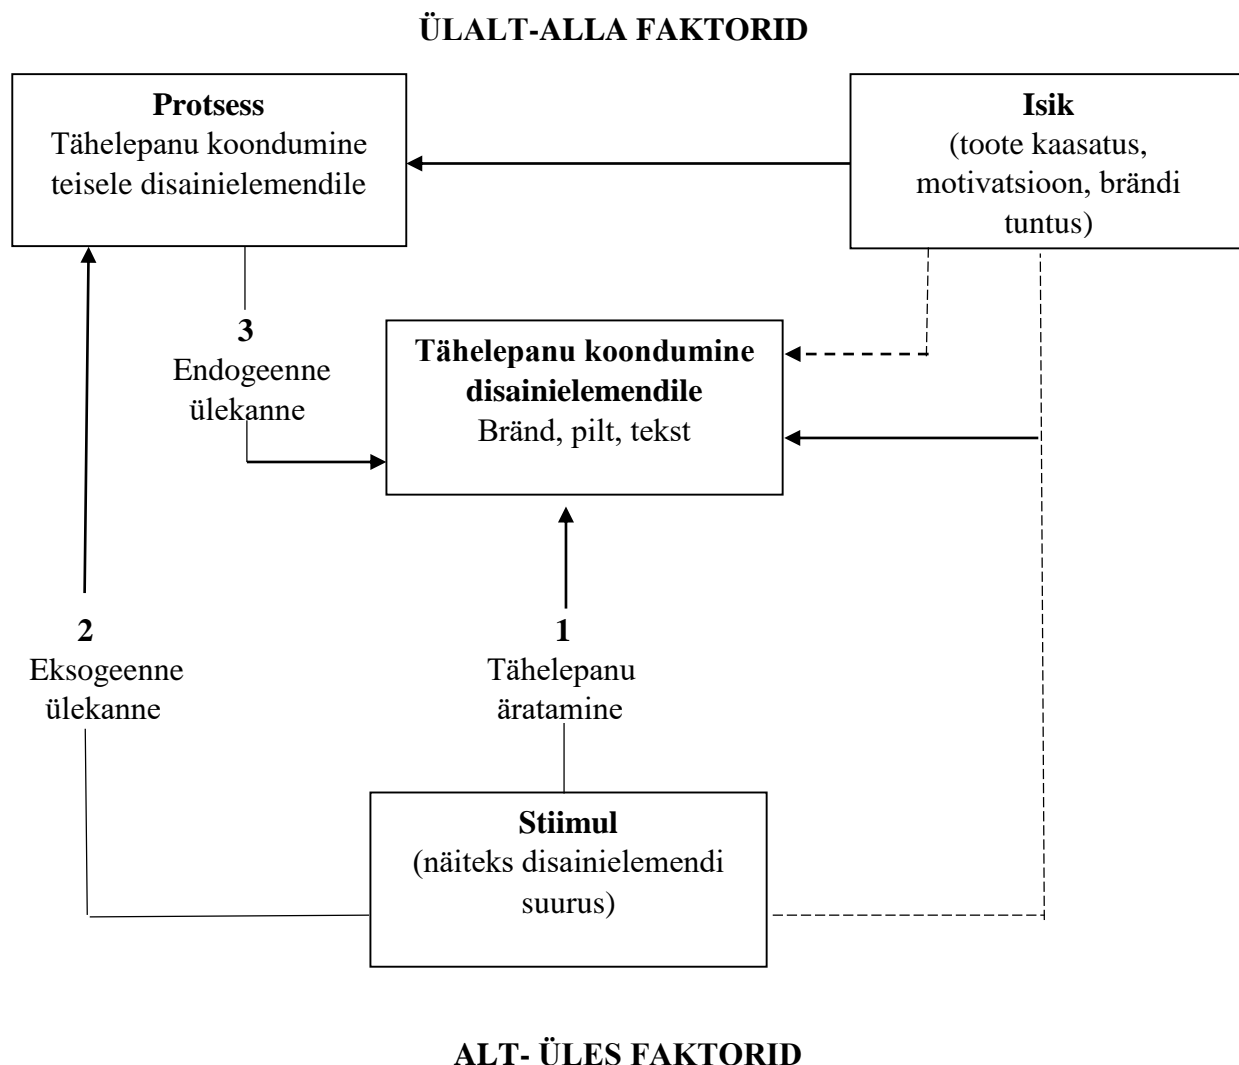 ÜLALT-ALLA FAKTORID
Protsess
Tähelepanu koondumine
teisele disainielemendile
Isik
(toote kaasatus,
motivatsioon, brändi
tuntus)
3
Endogeenne
ülekanne
Tähelepanu koondumine
disainielemendile
Bränd, pilt, tekst
2
Eksogeenne
ülekanne
1
Tähelepanu
äratamine
Stiimul
(näiteks disainielemendi
suurus)
ALT- ÜLES FAKTORID